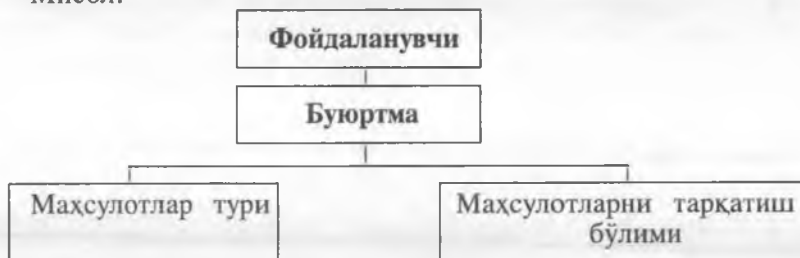 Мисол:
Фойдаланувчи
Буюртма
Маҳсулотлар тури
Маҳсулотларни тарқатиш
бўлими